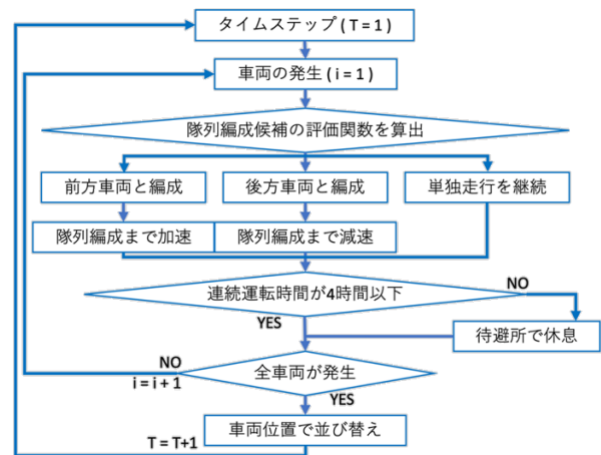 タイムステップ ( T = 1 )
車両の発生 ( i = 1 )
隊列編成候補の評価関数を算出
前方車両と編成
後方車両と編成
単独走行を継続
隊列編成まで加速
隊列編成まで減速
連続運転時間が4時間以下
NO
YES
待避所で休息
NO
i = i + 1
全車両が発生
YES
車両位置で並び替え
T = T+1